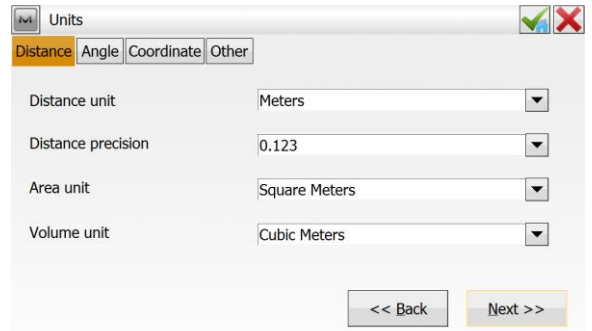 Units
Distance Angle Coordinate Other
Distance unit Meters
Distance precision 0.123
Area unit Square Meters
Volume unit Cubic Meters
<< Back Next >>